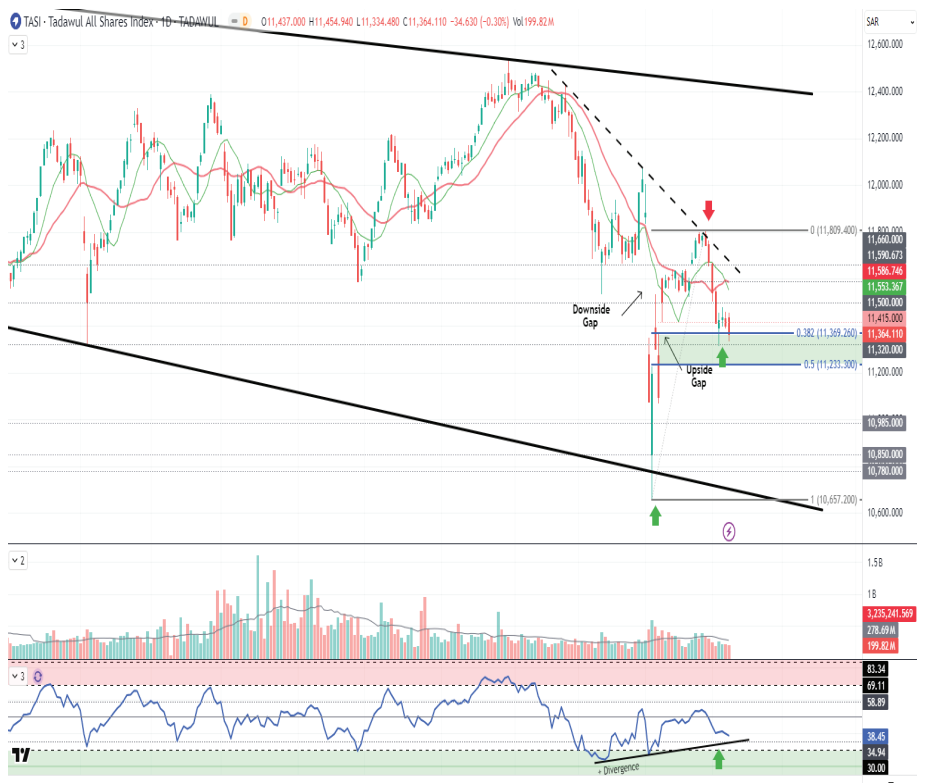 TASI · Tadawul All Shares Index · 1D · TADAWUL D O11,437.000 H11,454.940 L11,334.480 C11,364.110 −34.630 (−0.30%) Vol199.82M
SAR
3
12,600.000
12,400.000
12,200.000
12,000.000
11,800.000
0 (11,809.400)
11,660.000
11,590.673
11,586.746
11,553.367
11,500.000
Downside
Gap
11,415.000
0.382 (11,369.260)
11,364.110
11,320.000
0.5 (11,233.300)
Upside
Gap
11,200.000
10,985.000
10,850.000
10,780.000
1 (10,657.200)
10,600.000
2
1.5B
1B
3,235,241.569
278.69M
199.82M
3
83.34
69.11
58.89
38.45
34.94
30.00
+ Divergence